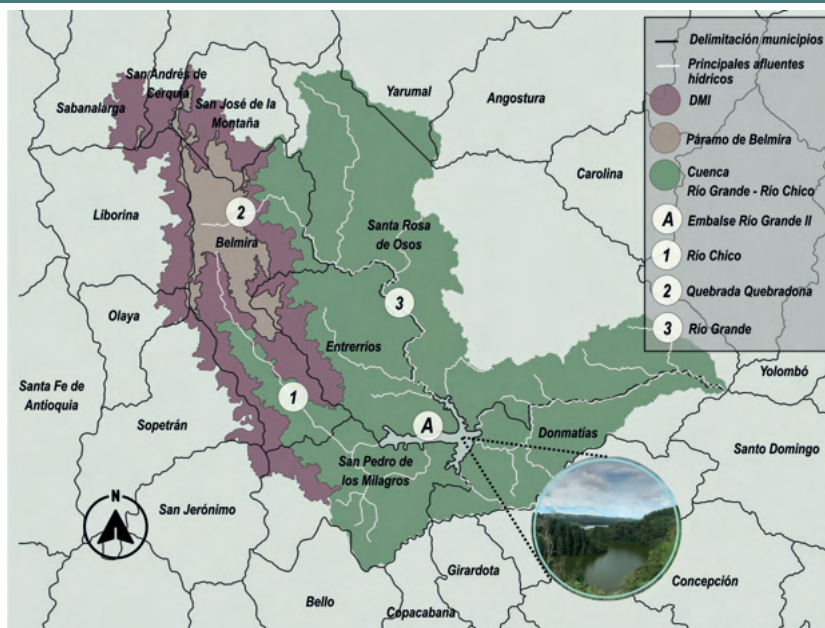 Delimitación municipios
Principales afluentes
hídricos
DMI
Páramo de Belmira
Cuenca
Río Grande - Río Chico
A
Embalse Río Grande II
1
Río Chico
2
Quebrada Quebradona
3
Río Grande
San Andrés de
Cerquia
Sabanalarga
San José de la
Montaña
Yarumal
Angostura
Carolina
Liborina
2
Belmira
Santa Rosa
de Osos
3
Olaya
Entrerríos
Santa Fe de
Antioquia
1
Yolombó
Sopetrán
A
Donmatías
Santo Domingo
San Pedro de
los Milagros
N
San Jerónimo
Girardota
Concepción
Bello
Copacabana